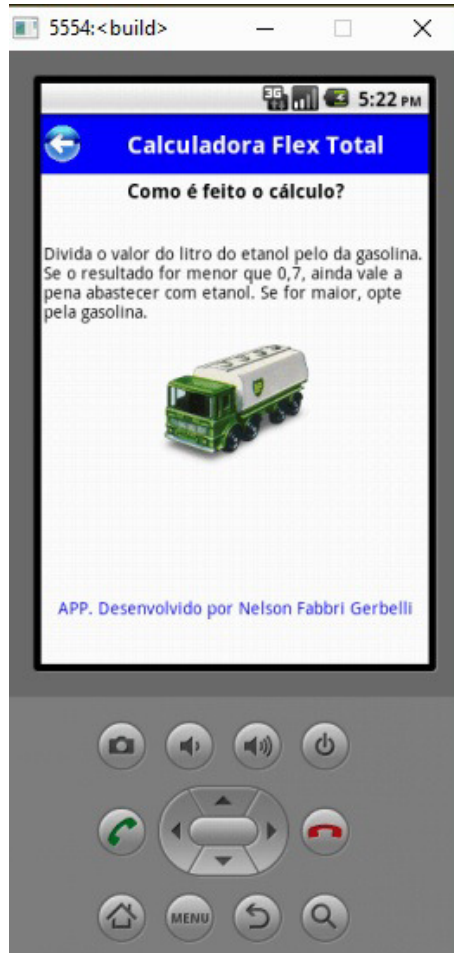 5554:<build>
3G 5:22 PM
Calculadora Flex Total
Como é feito o cálculo?
Divida o valor do litro do etanol pelo da gasolina.
Se o resultado for menor que 0,7, ainda vale a
pena abastecer com etanol. Se for maior, opte
pela gasolina.
APP. Desenvolvido por Nelson Fabbri Gerbelli
MENU